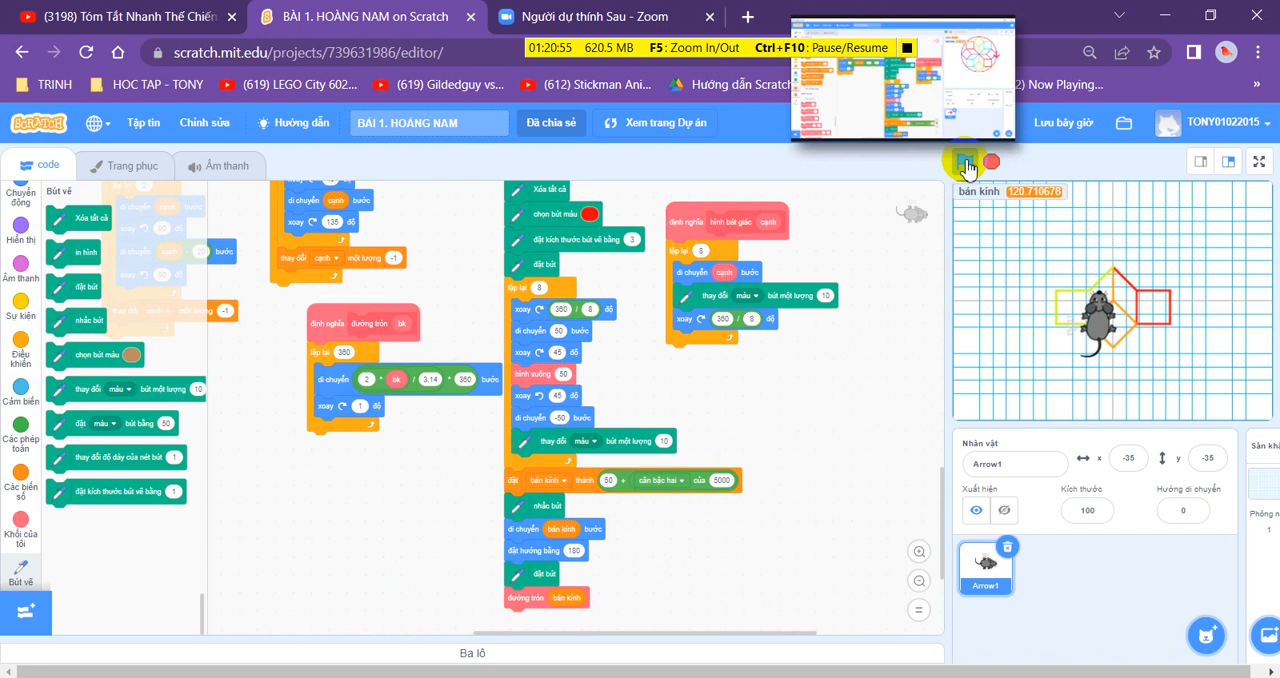 (3198) Tóm Tắt Nhanh Thế Chiến
BÀI 1. HOÀNG NAM on Scratch
Người dự thính Sau - Zoom
scratch.mit.edu/projects/739631986/editor/
01:20:55 620.5 MB F5: Zoom In/Out Ctrl+F10: Pause/Resume
TRINH
HOC TAP - TONY
(619) LEGO City 602...
(619) Gildedguy vs...
(612) Stickman Ani...
Hướng dẫn Scratch
12) Now Playing...
SCRATCH
Tập tin
Chỉnh sửa
Hướng dẫn
BÀI 1. HOÀNG NAM
Đã chia sẻ
Xem trang Dự án
Lưu bây giờ
TONY01022015
code
Trang phục
Âm thanh
Chuyển động
Hiển thị
Âm thanh
Sự kiện
Điều khiển
Cảm biến
Các phép toán
Các biến số
Khối của tôi
Bút vẽ
Bút vẽ
Xóa tất cả
in hình
đặt bút
nhấc bút
chọn bút màu
thay đổi màu bút một lượng 10
đặt màu bút bằng 50
thay đổi độ dày của nét bút 1
đặt kích thước bút vẽ bằng 1
di chuyển cạnh bước
xoay 135 độ
thay đổi cạnh một lượng -1
định nghĩa đường tròn bk
lặp lại 360
di chuyển 2 * bk / 3.14 * 360 bước
xoay 1 độ
Xóa tất cả
chọn bút màu
đặt kích thước bút vẽ bằng 3
đặt bút
lặp lại 8
xoay 360 / 8 độ
di chuyển 50 bước
xoay 45 độ
hình vuông 50
xoay 45 độ
di chuyển -50 bước
thay đổi màu bút một lượng 10
đặt bán kính thành 50 + căn bậc hai của 5000
nhấc bút
di chuyển bán kính bước
đặt hướng bằng 180
đặt bút
đường tròn bán kính
định nghĩa hình bát giác cạnh
lặp lại 8
di chuyển cạnh bước
thay đổi màu bút một lượng 10
xoay 360 / 8 độ
bán kính 120.710678
Nhân vật
Arrow1
x -35
y -35
Xuất hiện
Kích thước
100
Hướng di chuyển
0
Arrow1
Sân khấ
Phông n
1
Ba lô